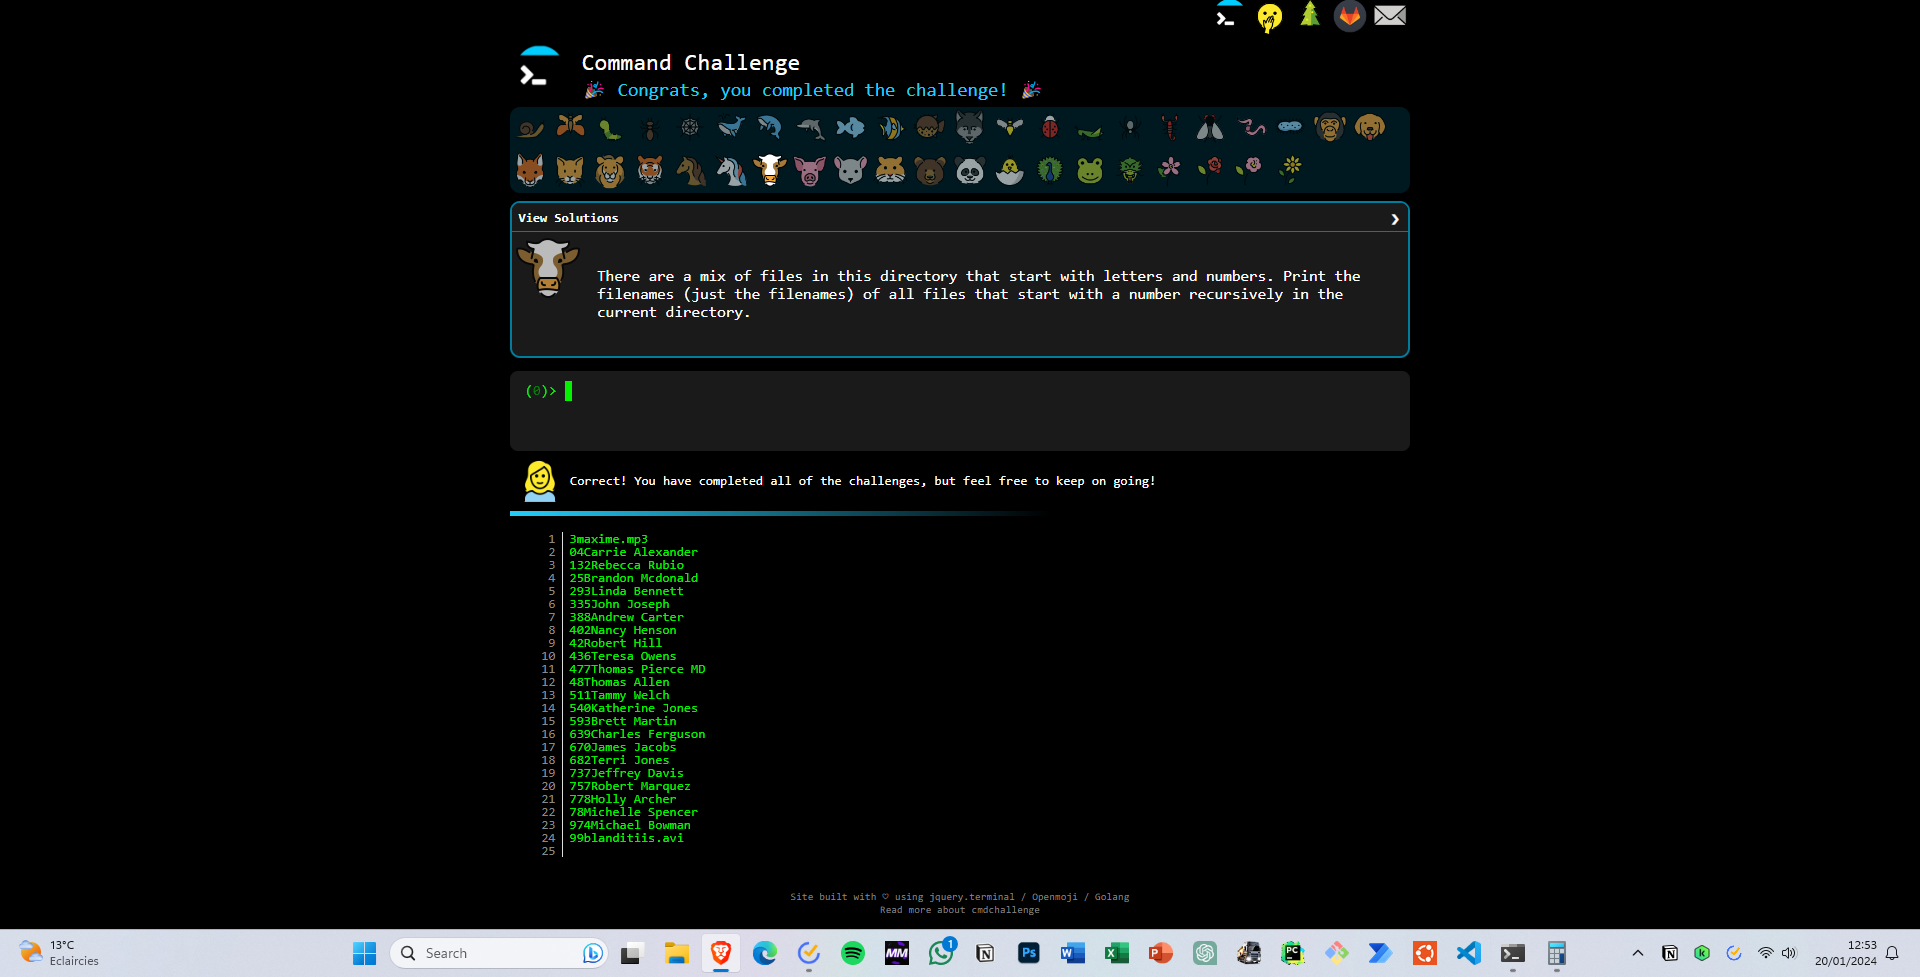 Command Challenge
🎉 Congrats, you completed the challenge! 🎉
View Solutions
There are a mix of files in this directory that start with letters and numbers. Print the
filenames (just the filenames) of all files that start with a number recursively in the
current directory.
(0)>
Correct! You have completed all of the challenges, but feel free to keep on going!
1 3maxime.mp3
2 04Carrie Alexander
3 132Rebecca Rubio
4 25Brandon Mcdonald
5 293Linda Bennett
6 335John Joseph
7 388Andrew Carter
8 402Nancy Henson
9 42Robert Hill
10 436Teresa Owens
11 477Thomas Pierce MD
12 48Thomas Allen
13 511Tammy Welch
14 540Katherine Jones
15 593Brett Martin
16 639Charles Ferguson
17 670James Jacobs
18 682Terri Jones
19 737Jeffrey Davis
20 757Robert Marquez
21 778Holly Archer
22 78Michelle Spencer
23 974Michael Bowman
24 99blanditiis.avi
25
Site built with ♡ using jquery.terminal / Openmoji / Golang
Read more about cmdchallenge
13°C
Eclaircies
Search
MM
1
Ps
W
X
P
PC
12:53
20/01/2024